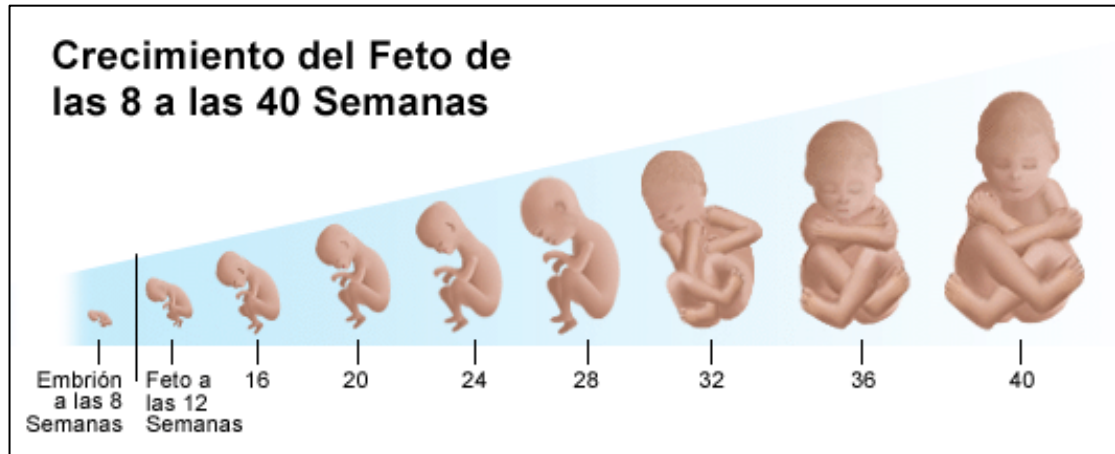 Crecimiento del Feto de
las 8 a las 40 Semanas
Embrión
a las 8
Semanas
Feto a
las 12
Semanas
16
20
24
28
32
36
40